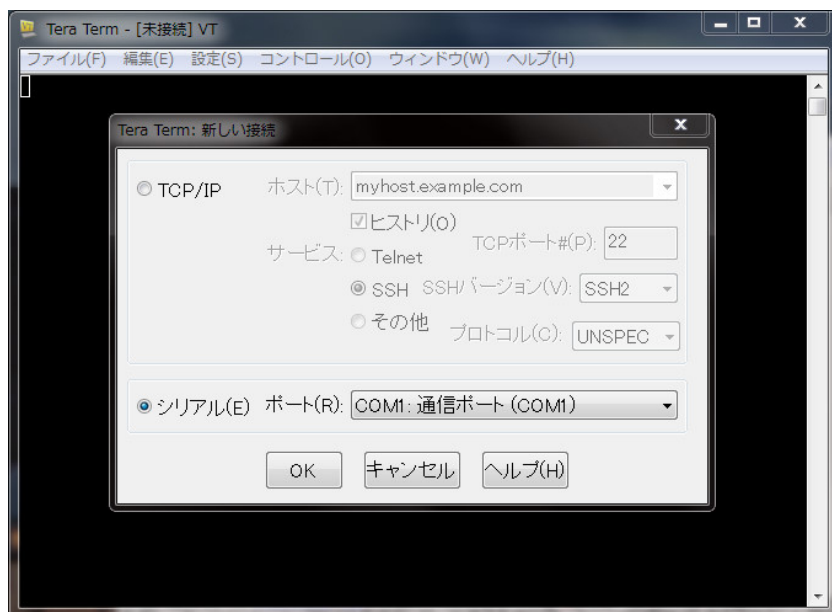 Tera Term - [未接続] VT
ファイル(F) 編集(E) 設定(S) コントロール(O) ウィンドウ(W) ヘルプ(H)
Tera Term: 新しい接続
TCP/IP
ホスト(T): myhost.example.com
ヒストリ(O)
サービス: Telnet
TCPポート#(P): 22
SSH SSHバージョン(V): SSH2
その他
プロトコル(C): UNSPEC
シリアル(E) ポート(R): COM1: 通信ポート (COM1)
OK キャンセル ヘルプ(H)